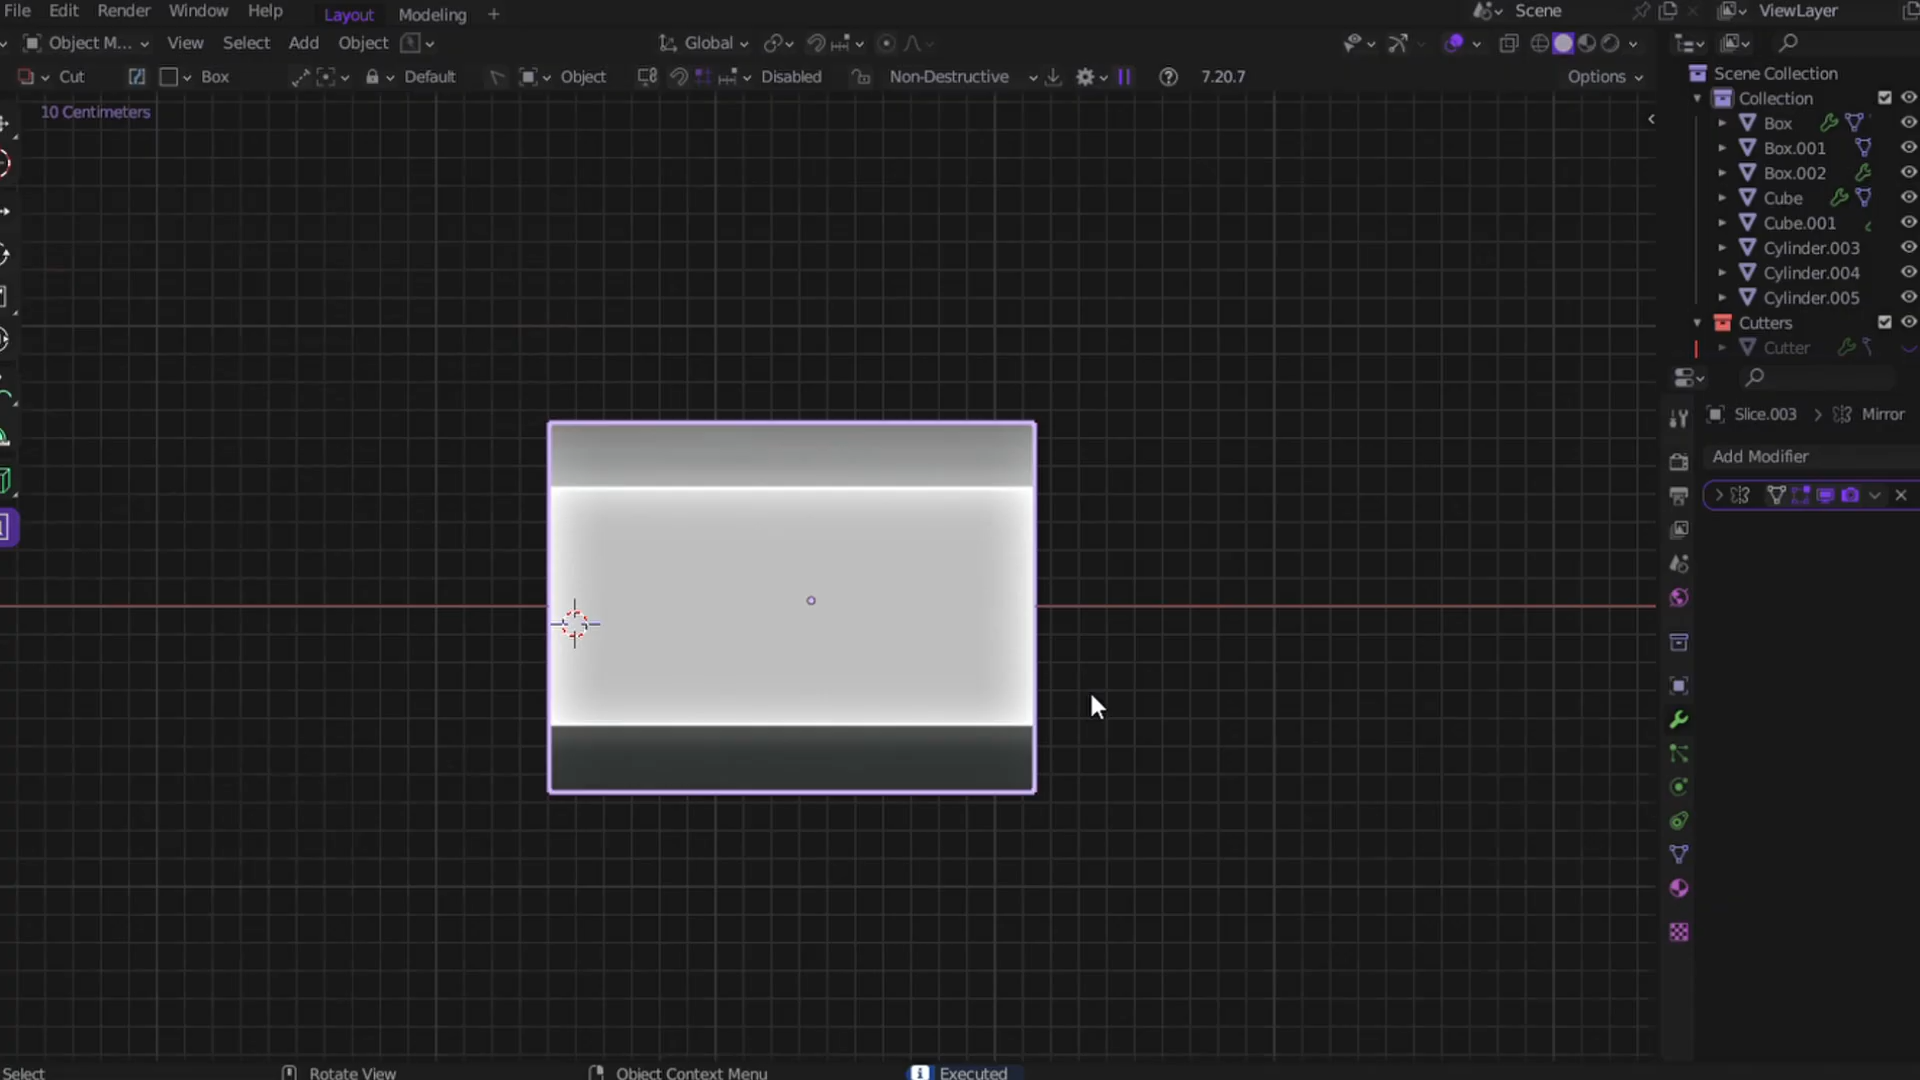 File Edit Render Window Help Layout Modeling + Scene ViewLayer
Object M... View Select Add Object Global
Cut Box Default Object Disabled Non-Destructive 7.20.7 Options
10 Centimeters
Scene Collection
Collection
Box
Box.001
Box.002
Cube
Cube.001
Cylinder.003
Cylinder.004
Cylinder.005
Cutters
Cutter
Slice.003 > Mirror
Add Modifier
Select Rotate View Object Context Menu Executed